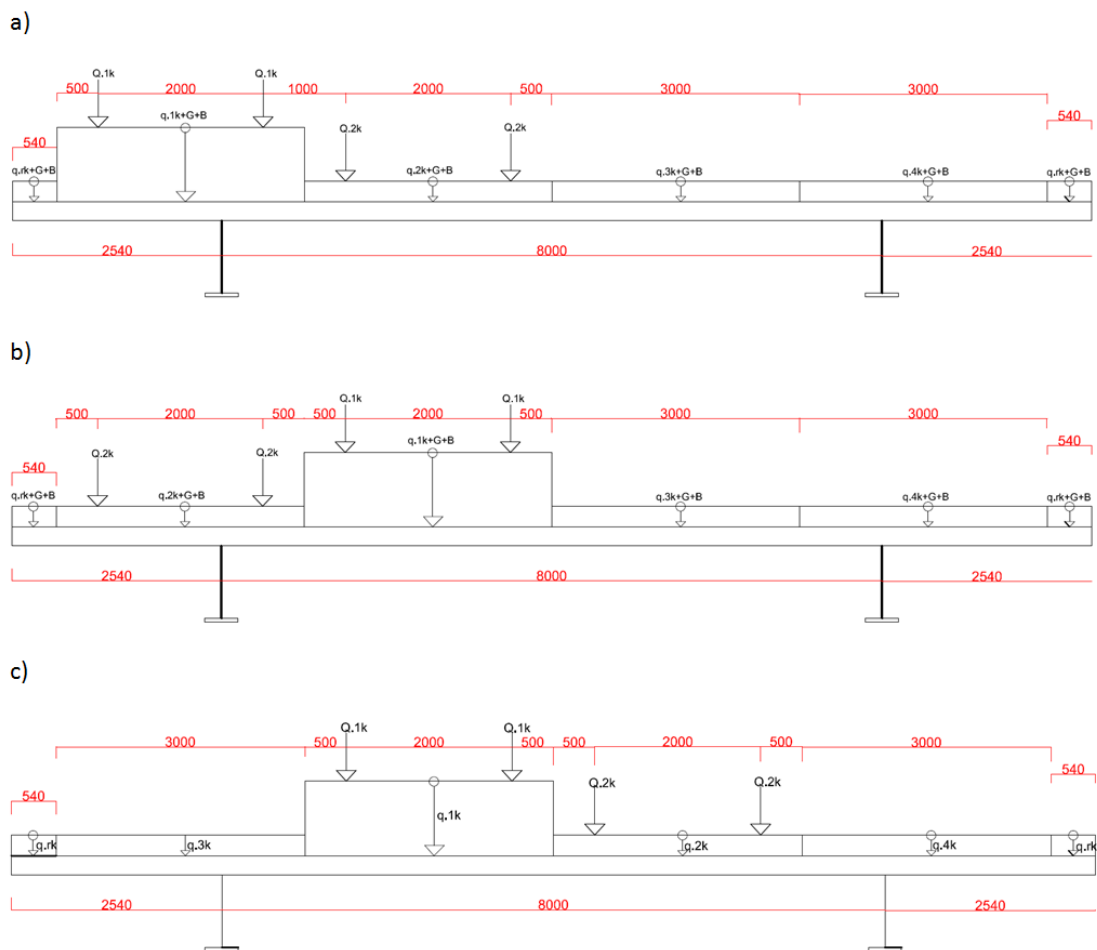 a)
Q.1k Q.1k
500 2000 1000 2000 500 3000 3000
q.1k+G+B
540 Q.2k Q.2k 540
q.rk+G+B q.2k+G+B q.3k+G+B q.4k+G+B q.rk+G+B
2540 8000 2540
b)
Q.1k Q.1k
500 2000 500 500 2000 500 3000 3000
q.1k+G+B
540 Q.2k Q.2k 540
q.rk+G+B q.2k+G+B q.3k+G+B q.4k+G+B q.rk+G+B
2540 8000 2540
c)
Q.1k Q.1k
3000 500 2000 500 500 2000 500 3000
540 Q.2k Q.2k 540
q.1k
q.rk q.3k q.2k q.4k q.rk
2540 8000 2540